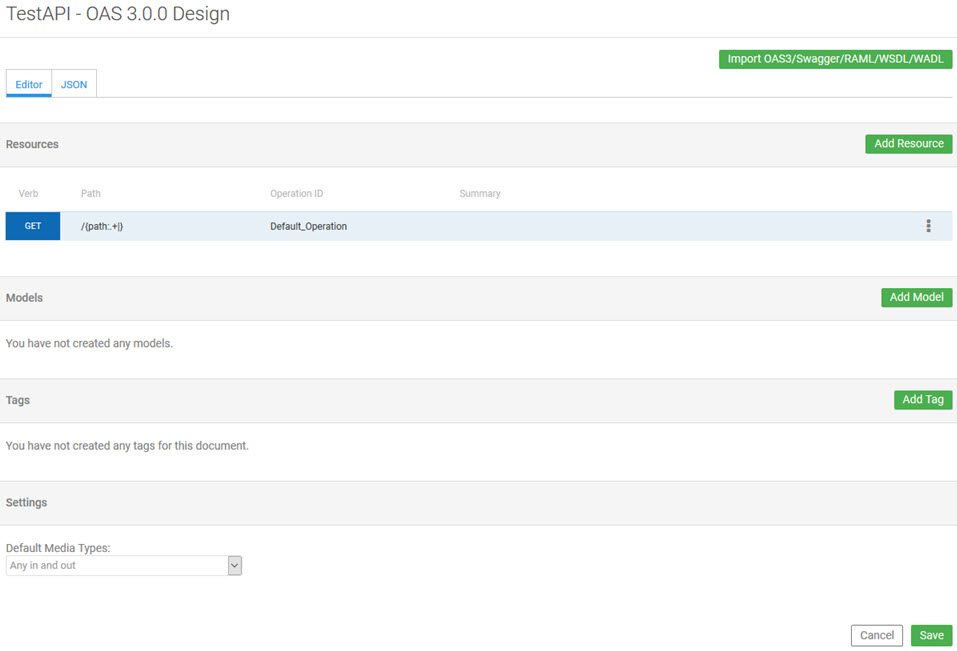 TestAPI - OAS 3.0.0 Design
Import OAS3/Swagger/RAML/WSDL/WADL
Editor JSON
Resources Add Resource
Verb Path Operation ID Summary
GET /{path:.+|} Default_Operation
Models Add Model
You have not created any models.
Tags Add Tag
You have not created any tags for this document.
Settings
Default Media Types:
Any in and out
Cancel Save